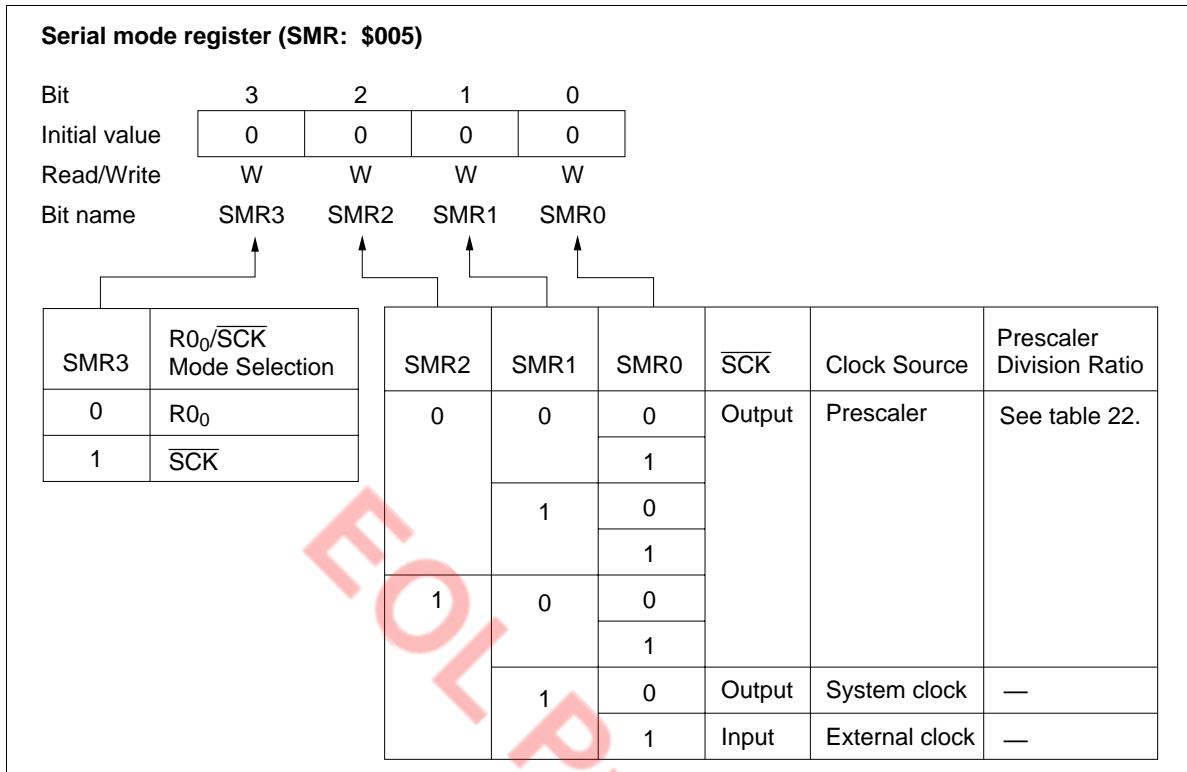 Serial mode register (SMR: $005)
Bit 3 2 1 0
Initial value 0 0 0 0
Read/Write W W W W
Bit name SMR3 SMR2 SMR1 SMR0
SMR3 R0₀/S̅C̅K̅ Mode Selection
0 R0₀
1 S̅C̅K̅
SMR2 SMR1 SMR0 S̅C̅K̅ Clock Source Prescaler Division Ratio
0 0 0 Output Prescaler See table 22.
1
1 0
1
1 0 0
1
1 0 Output System clock —
1 Input External clock —
EOL P